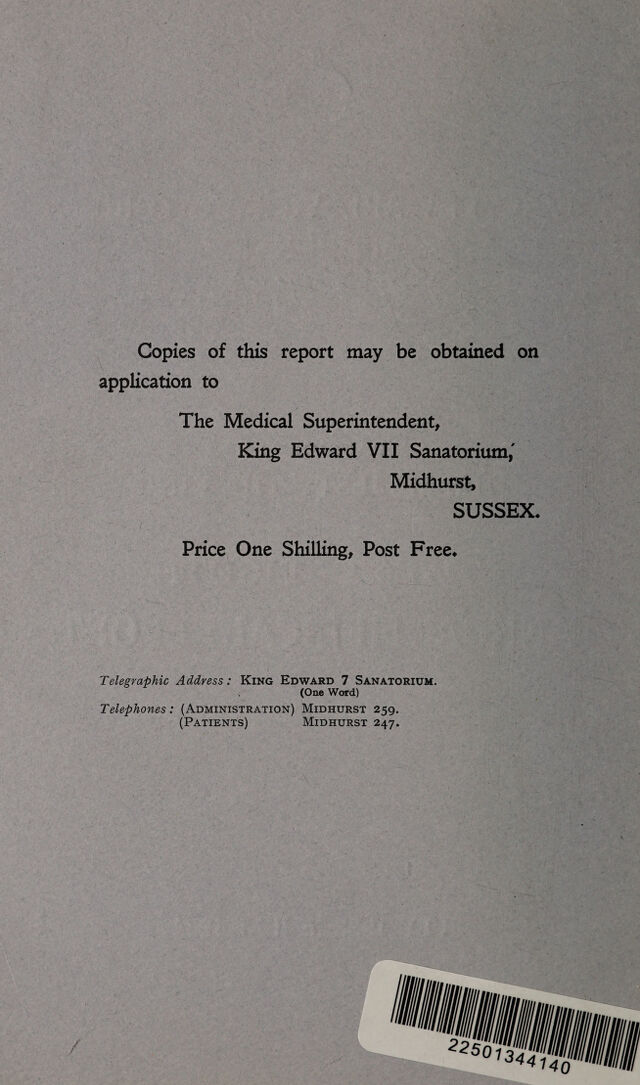 Copies of this report may be obtained on
application to
The Medical Superintendent,
King Edward VII Sanatorium,
Midhurst,
SUSSEX.
Price One Shilling, Post Free.
Telegraphic Address: KING EDWARD 7 SANATORIUM.
(One Word)
Telephones: (ADMINISTRATION) MIDHURST 259.
(PATIENTS) MIDHURST 247.
22501344140